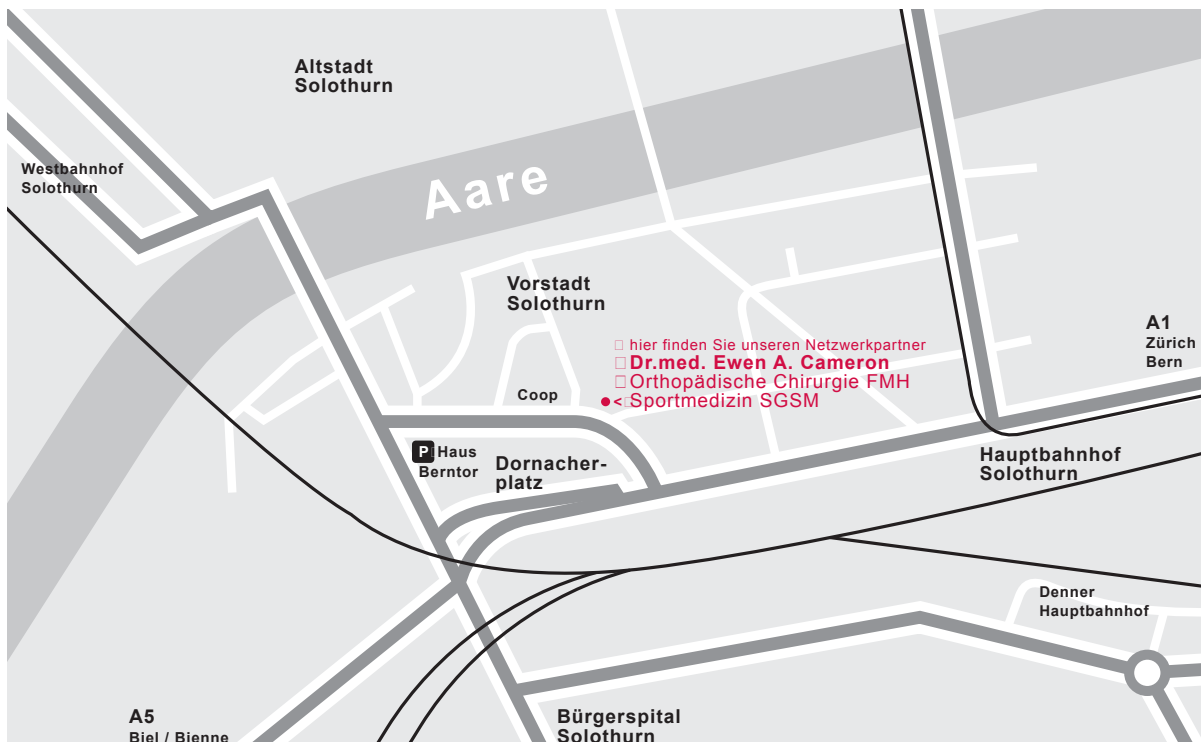 Altstadt
Solothurn
Westbahnhof
Solothurn
Aare
Vorstadt
Solothurn
hier finden Sie unseren Netzwerkpartner
Dr.med. Ewen A. Cameron
Orthopädische Chirurgie FMH
< Sportmedizin SGSM
A1
Zürich
Bern
Coop
P Haus
Berntor
Dornacher-
platz
Hauptbahnhof
Solothurn
Denner
Hauptbahnhof
A5
Biel / Bienne
Bürgerspital
Solothurn